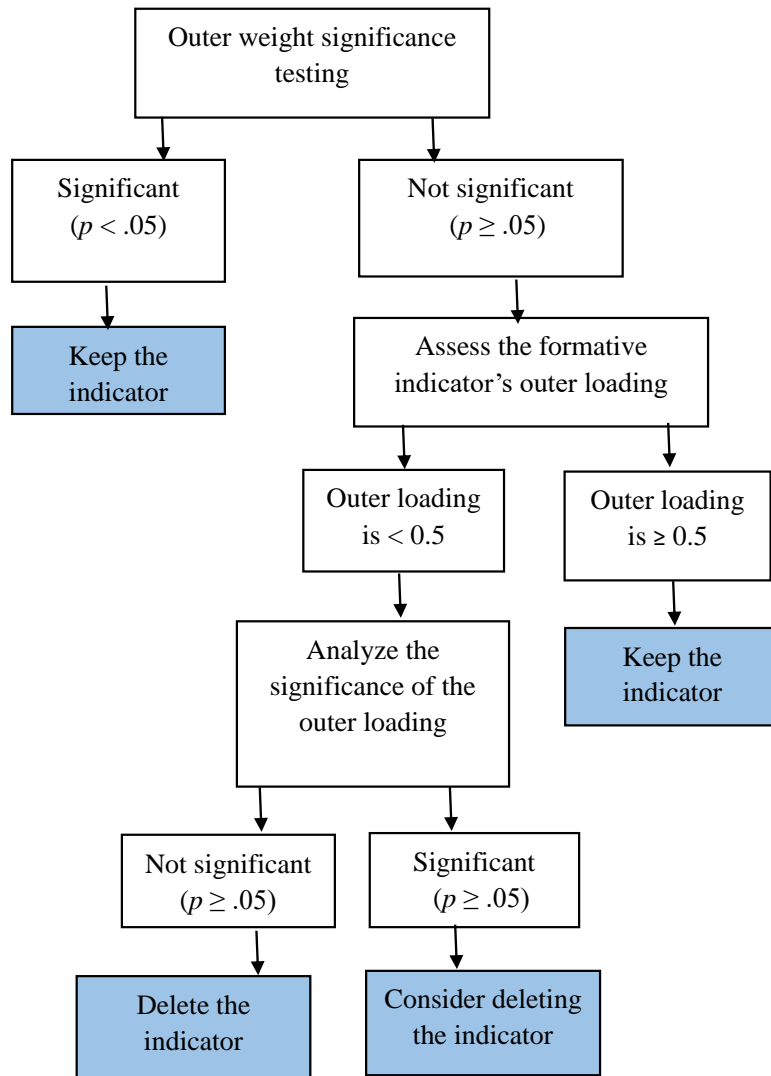 Outer weight significance
testing
Significant
(p < .05)
Not significant
(p ≥ .05)
Keep the
indicator
Assess the formative
indicator’s outer loading
Outer loading
is < 0.5
Outer loading
is ≥ 0.5
Analyze the
significance of the
outer loading
Keep the
indicator
Not significant
(p ≥ .05)
Significant
(p ≥ .05)
Delete the
indicator
Consider deleting
the indicator